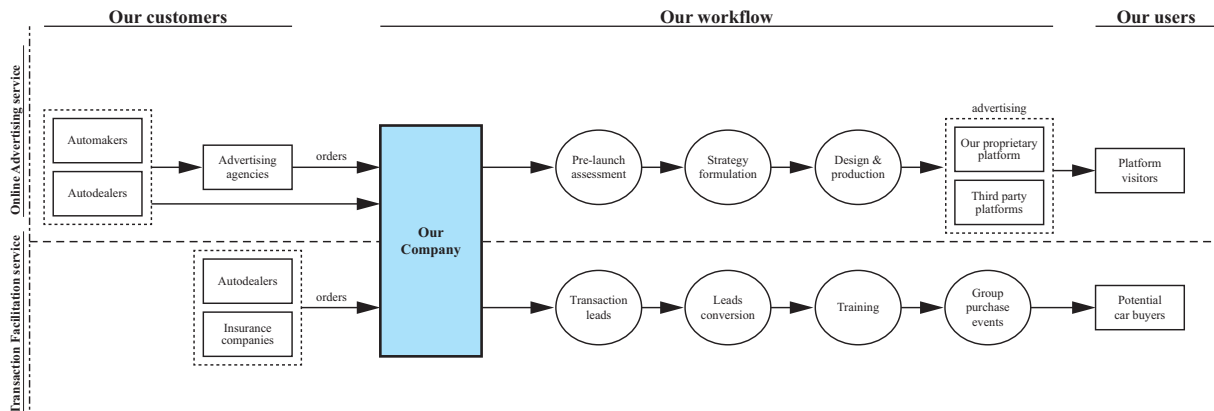 Our customers
Our workflow
Our users
Online Advertising service
Automakers
Autodealers
Advertising
agencies
orders
Pre-launch
assessment
Strategy
formulation
Design &
production
advertising
Our proprietary
platform
Third party
platforms
Platform
visitors
Our
Company
Transaction Facilitation service
Autodealers
Insurance
companies
orders
Transaction
leads
Leads
conversion
Training
Group
purchase
events
Potential
car buyers